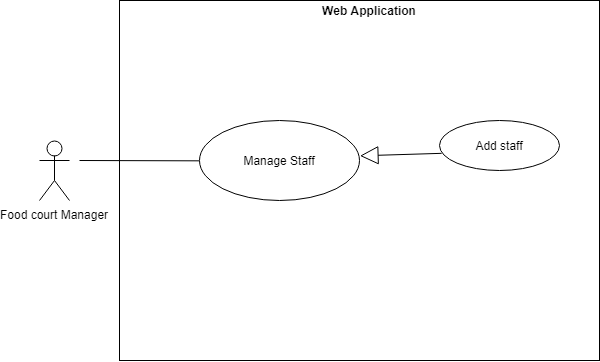 Web Application
Manage Staff
Add staff
Food court Manager